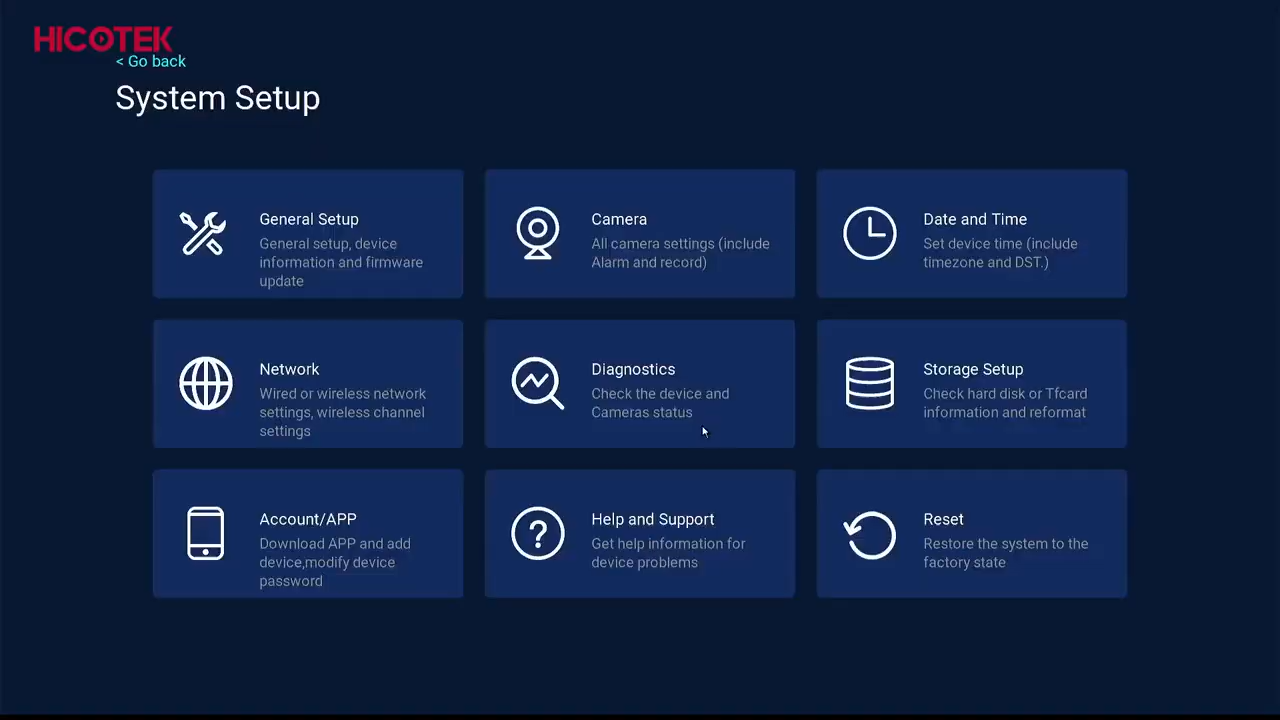 HICOTEK
< Go back
System Setup
General Setup
General setup, device
information and firmware
update
Camera
All camera settings (include
Alarm and record)
Date and Time
Set device time (include
timezone and DST.)
Network
Wired or wireless network
settings, wireless channel
settings
Diagnostics
Check the device and
Cameras status
Storage Setup
Check hard disk or Tfcard
information and reformat
Account/APP
Download APP and add
device,modify device
password
Help and Support
Get help information for
device problems
Reset
Restore the system to the
factory state